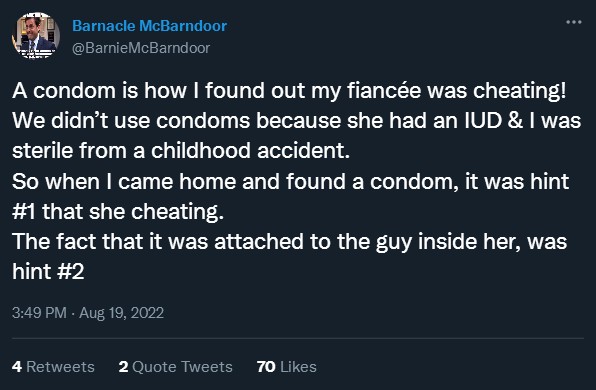 Barnacle McBarndoor
@BarnieMcBarndoor
A condom is how I found out my fiancée was cheating!
We didn’t use condoms because she had an IUD & I was
sterile from a childhood accident.
So when I came home and found a condom, it was hint
#1 that she cheating.
The fact that it was attached to the guy inside her, was
hint #2
3:49 PM · Aug 19, 2022
4 Retweets 2 Quote Tweets 70 Likes